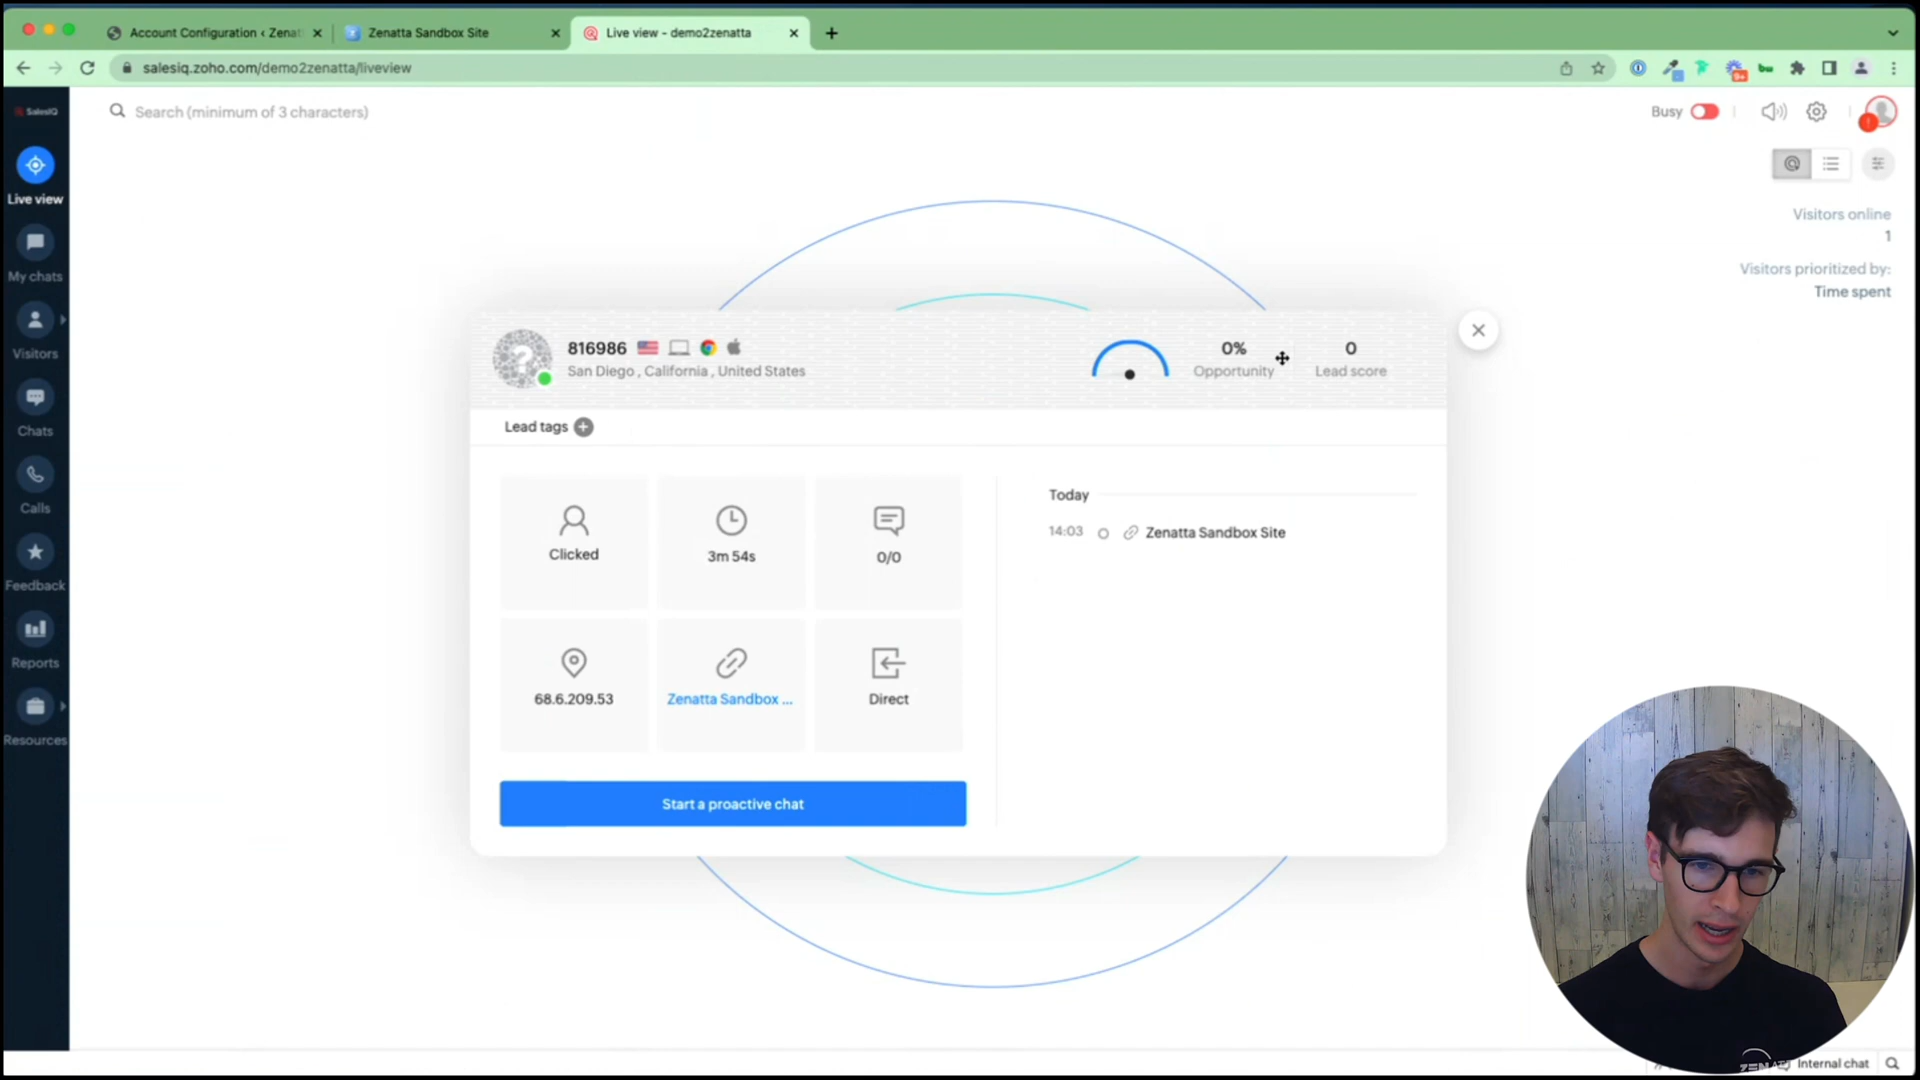 Account Configuration ‹ Zenat
Zenatta Sandbox Site
Live view - demo2zenatta
salesiq.zoho.com/demo2zenatta/liveview
SalesIQ
Search (minimum of 3 characters)
Busy
Live view
My chats
Visitors
Chats
Calls
Feedback
Reports
Resources
Visitors online
1
Visitors prioritized by:
Time spent
816986
San Diego , California , United States
0%
Opportunity
0
Lead score
Lead tags
Clicked
3m 54s
0/0
68.6.209.53
Zenatta Sandbox ...
Direct
Start a proactive chat
Today
14:03
Zenatta Sandbox Site
Internal chat